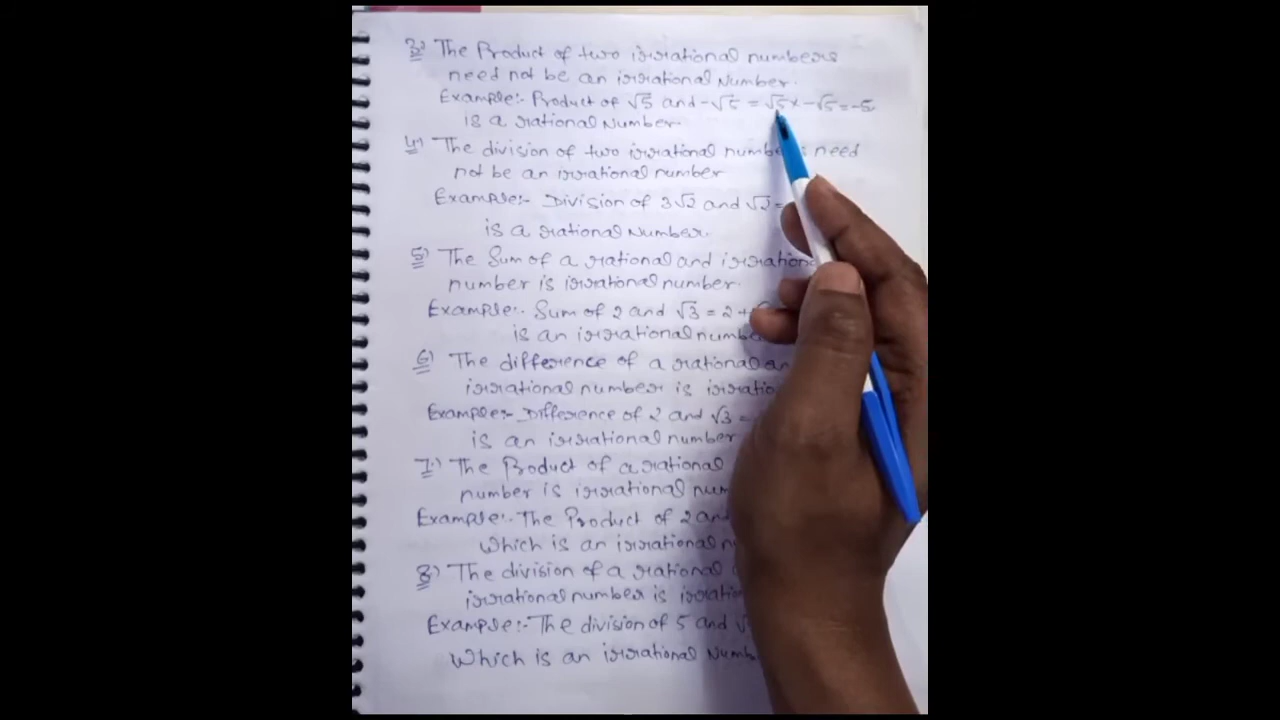 3) The Product of two irrational numbers
need not be an irrational Number.
Example:- Product of √5 and -√5 = √5 x -√5 = -5
is a rational Number.
4) The division of two irrational need
not be an irrational number
Example:- Division of 3√2 and √2 =
is a rational Number.
5) The Sum of a rational and
number is irrational number.
Example:- Sum of 2 and √3 = 2 +
is an irrational
6) The difference of a rational
irrational number is
Example:- Difference of 2 and √3 =
is an irrational number
7) The Product of a rational
number is irrational
Example:- The Product of 2 and
Which is an irrational
8) The division of a rational
irrational number is
Example:- The division of 5 and
Which is an irrational